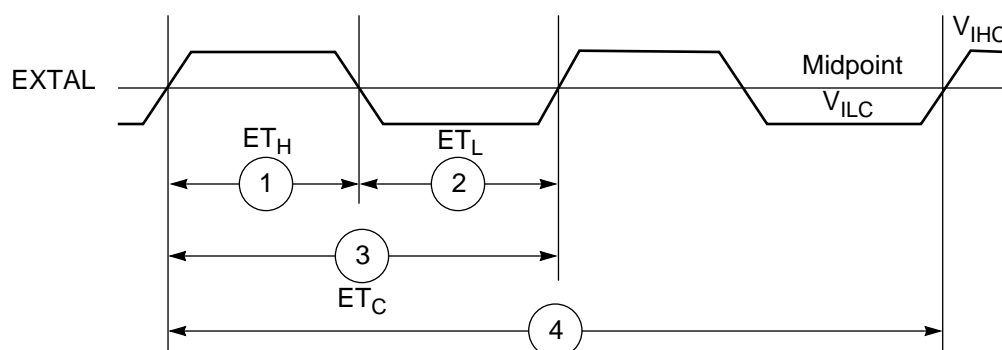 V_IHC
EXTAL
Midpoint
V_ILC
ET_H
ET_L
1
2
3
ET_C
4